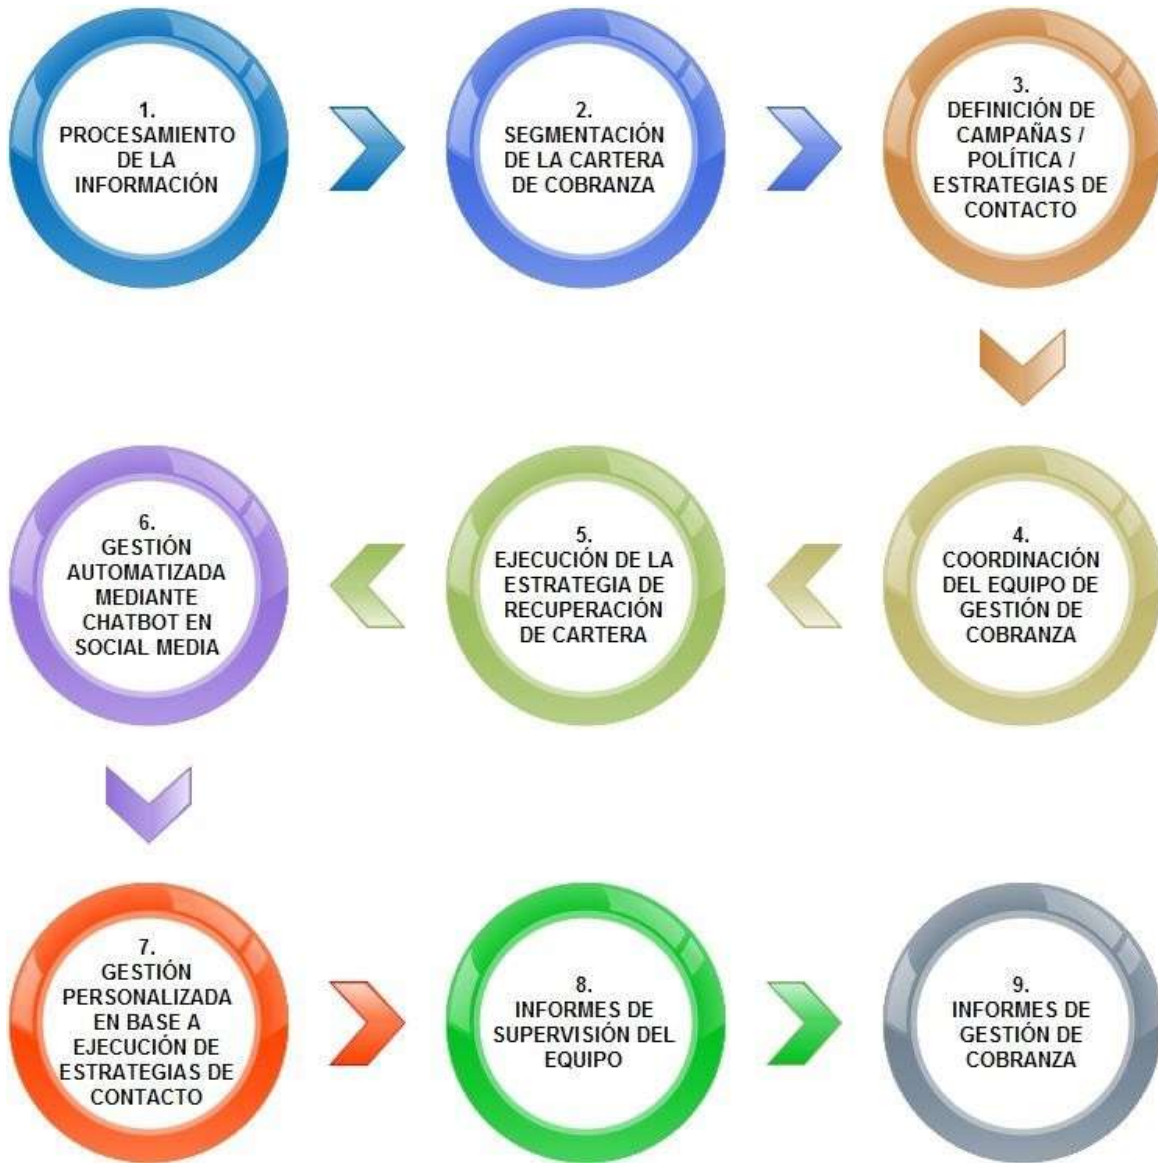 1.
PROCESAMIENTO
DE LA
INFORMACIÓN
2.
SEGMENTACIÓN
DE LA CARTERA
DE COBRANZA
3.
DEFINICIÓN DE
CAMPAÑAS /
POLÍTICA /
ESTRATEGIAS DE
CONTACTO
4.
COORDINACIÓN
DEL EQUIPO DE
GESTIÓN DE
COBRANZA
5.
EJECUCIÓN DE LA
ESTRATEGIA DE
RECUPERACIÓN
DE CARTERA
6.
GESTIÓN
AUTOMATIZADA
MEDIANTE
CHATBOT EN
SOCIAL MEDIA
7.
GESTIÓN
PERSONALIZADA
EN BASE A
EJECUCIÓN DE
ESTRATEGIAS DE
CONTACTO
8.
INFORMES DE
SUPERVISIÓN DEL
EQUIPO
9.
INFORMES DE
GESTIÓN DE
COBRANZA